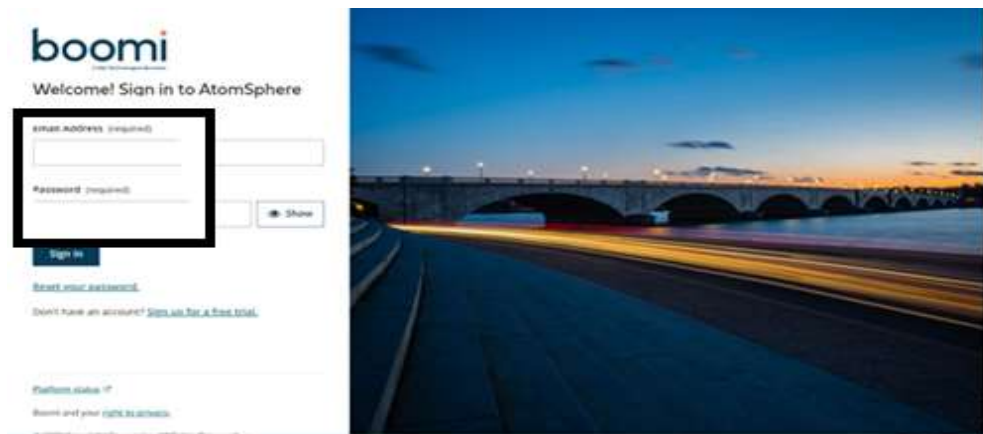 boomi
Welcome! Sign in to AtomSphere
Email Address (required)
Password (required)
Show
Sign In
Reset your password.
Don't have an account? Sign up for a free trial.
Platform status
Boomi and your right to privacy.